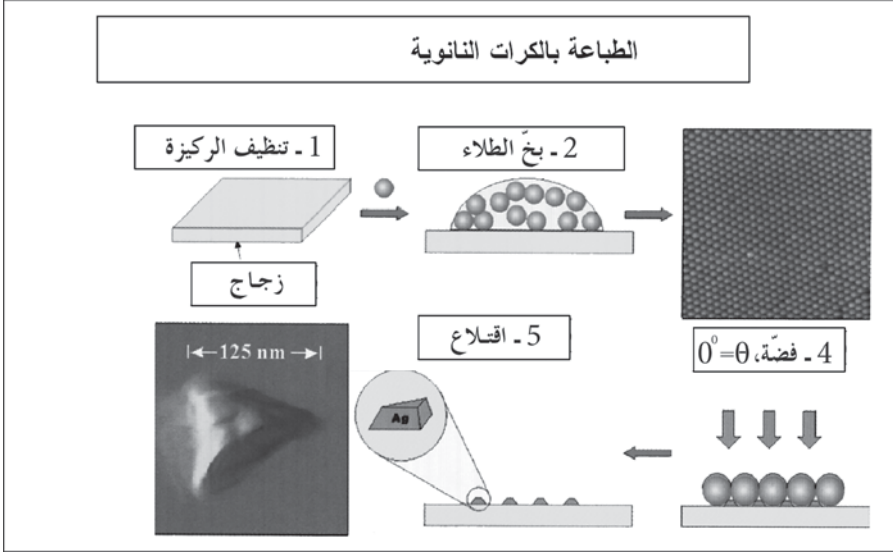 الطباعة بالكرات النانوية
1 ـ تنظيف الركيزة
2 ـ بخّ الطلاء
زجاج
4 ـ فضّة، θ=0°
5 ـ اقتلاع
125 nm
Ag